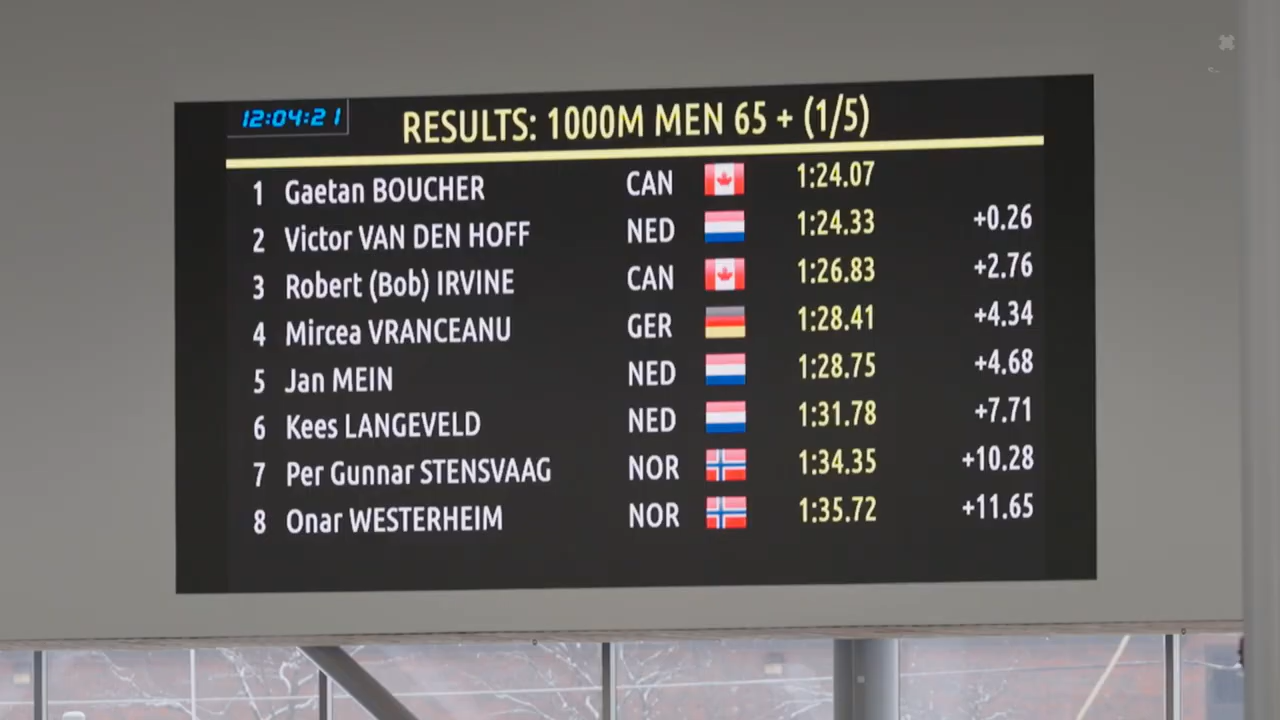 12:04:21
RESULTS: 1000M MEN 65 + (1/5)
1 Gaetan BOUCHER CAN 1:24.07
2 Victor VAN DEN HOFF NED 1:24.33 +0.26
3 Robert (Bob) IRVINE CAN 1:26.83 +2.76
4 Mircea VRANCEANU GER 1:28.41 +4.34
5 Jan MEIN NED 1:28.75 +4.68
6 Kees LANGEVELD NED 1:31.78 +7.71
7 Per Gunnar STENSVAAG NOR 1:34.35 +10.28
8 Onar WESTERHEIM NOR 1:35.72 +11.65